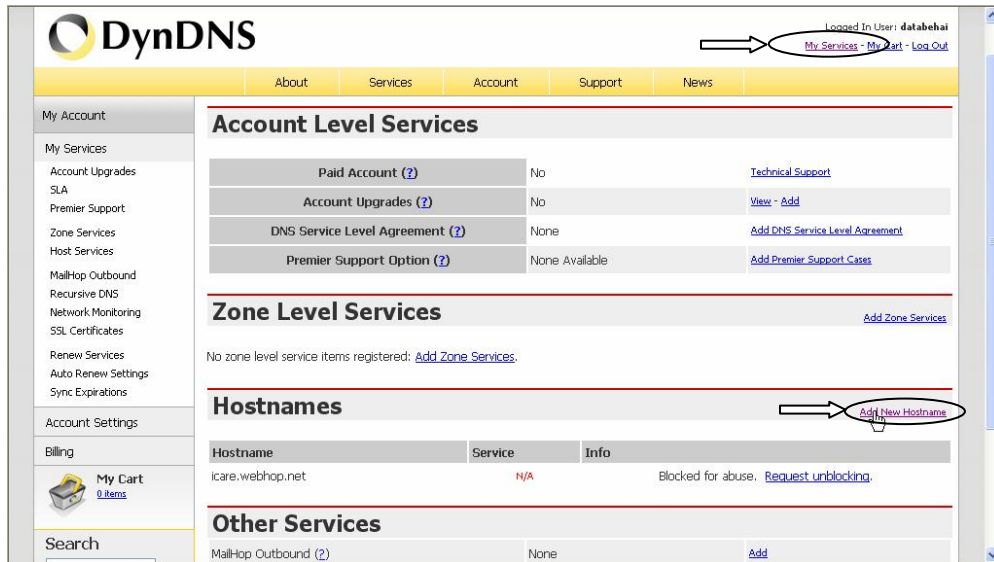 DynDNS
Logged In User: databehai
My Services - My Cart - Log Out
About Services Account Support News
My Account
My Services
Account Upgrades
SLA
Premier Support
Zone Services
Host Services
MailHop Outbound
Recursive DNS
Network Monitoring
SSL Certificates
Renew Services
Auto Renew Settings
Sync Expirations
Account Settings
Billing
My Cart
0 items
Search
Account Level Services
Paid Account (?) No Technical Support
Account Upgrades (?) No View - Add
DNS Service Level Agreement (?) None Add DNS Service Level Agreement
Premier Support Option (?) None Available Add Premier Support Cases
Zone Level Services Add Zone Services
No zone level service items registered: Add Zone Services.
Hostnames Add New Hostname
Hostname Service Info
icare.webhop.net N/A Blocked for abuse. Request unblocking.
Other Services
MailHop Outbound (?) None Add